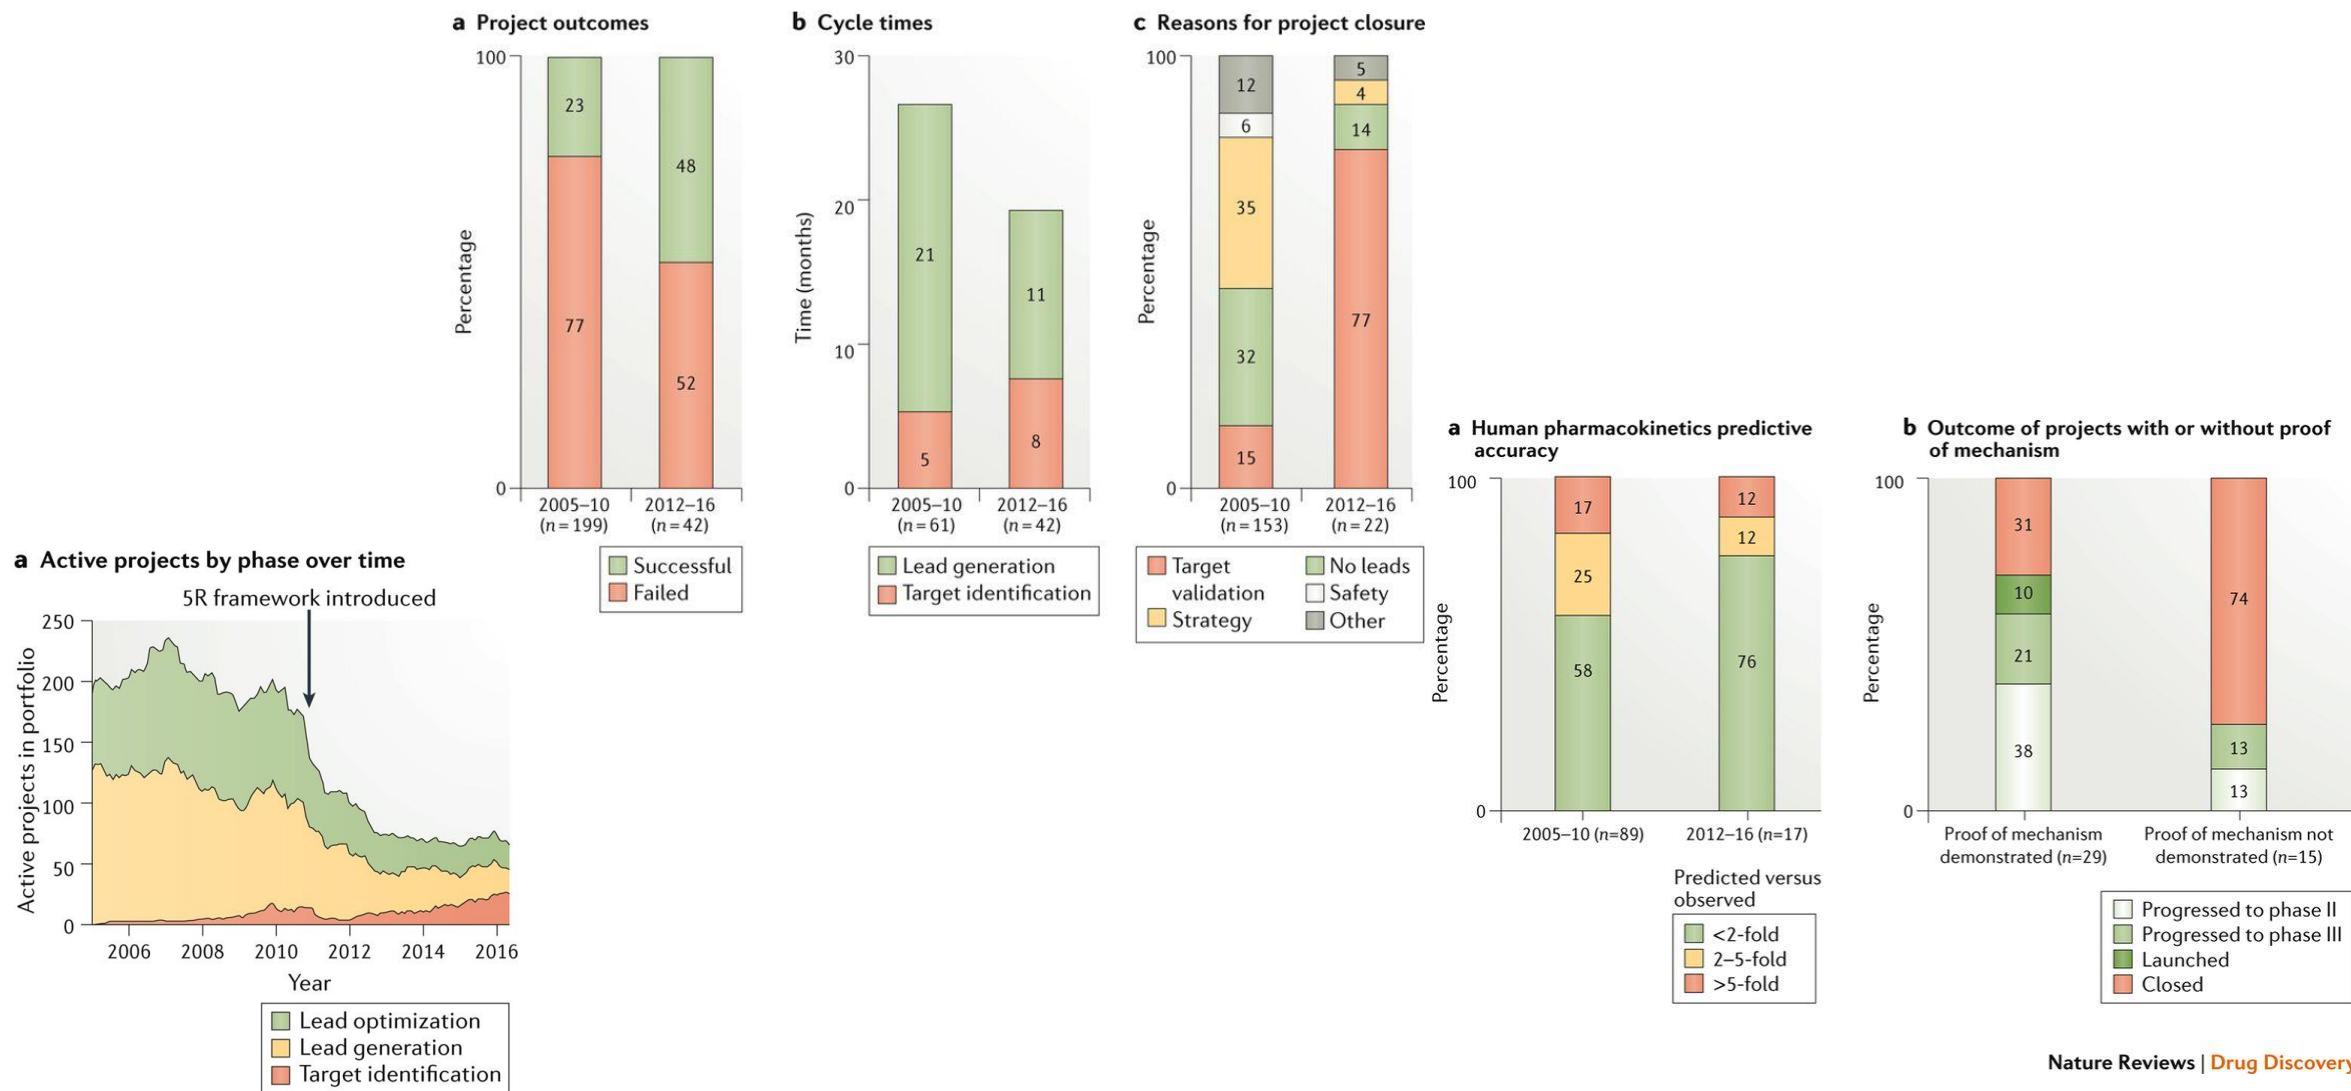 a Project outcomes
100
23
77
48
52
0
Percentage
2005–10
(n=199)
2012–16
(n=42)
Successful
Failed
b Cycle times
30
20
10
0
Time (months)
21
5
11
8
2005–10
(n=61)
2012–16
(n=42)
Lead generation
Target identification
c Reasons for project closure
100
0
Percentage
12
6
35
32
15
5
4
14
77
2005–10
(n=153)
2012–16
(n=22)
Target
validation
Strategy
No leads
Safety
Other
a Active projects by phase over time
5R framework introduced
250
200
150
100
50
0
Active projects in portfolio
2006
2008
2010
2012
2014
2016
Year
Lead optimization
Lead generation
Target identification
a Human pharmacokinetics predictive
accuracy
100
0
Percentage
17
25
58
12
12
76
2005–10 (n=89)
2012–16 (n=17)
Predicted versus
observed
<2-fold
2–5-fold
>5-fold
b Outcome of projects with or without proof
of mechanism
100
0
Percentage
31
10
21
38
74
13
13
Proof of mechanism
demonstrated (n=29)
Proof of mechanism not
demonstrated (n=15)
Progressed to phase II
Progressed to phase III
Launched
Closed
Nature Reviews | Drug Discovery